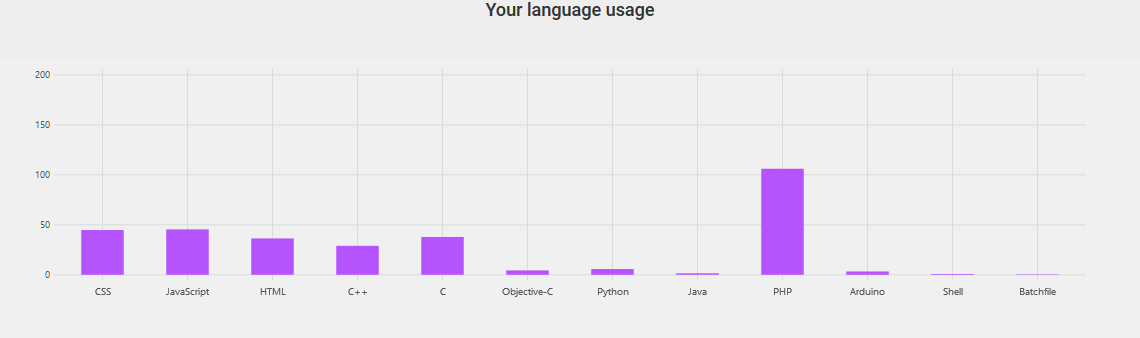 Your language usage
200
150
100
50
0
CSS JavaScript HTML C++ C Objective-C Python Java PHP Arduino Shell Batchfile